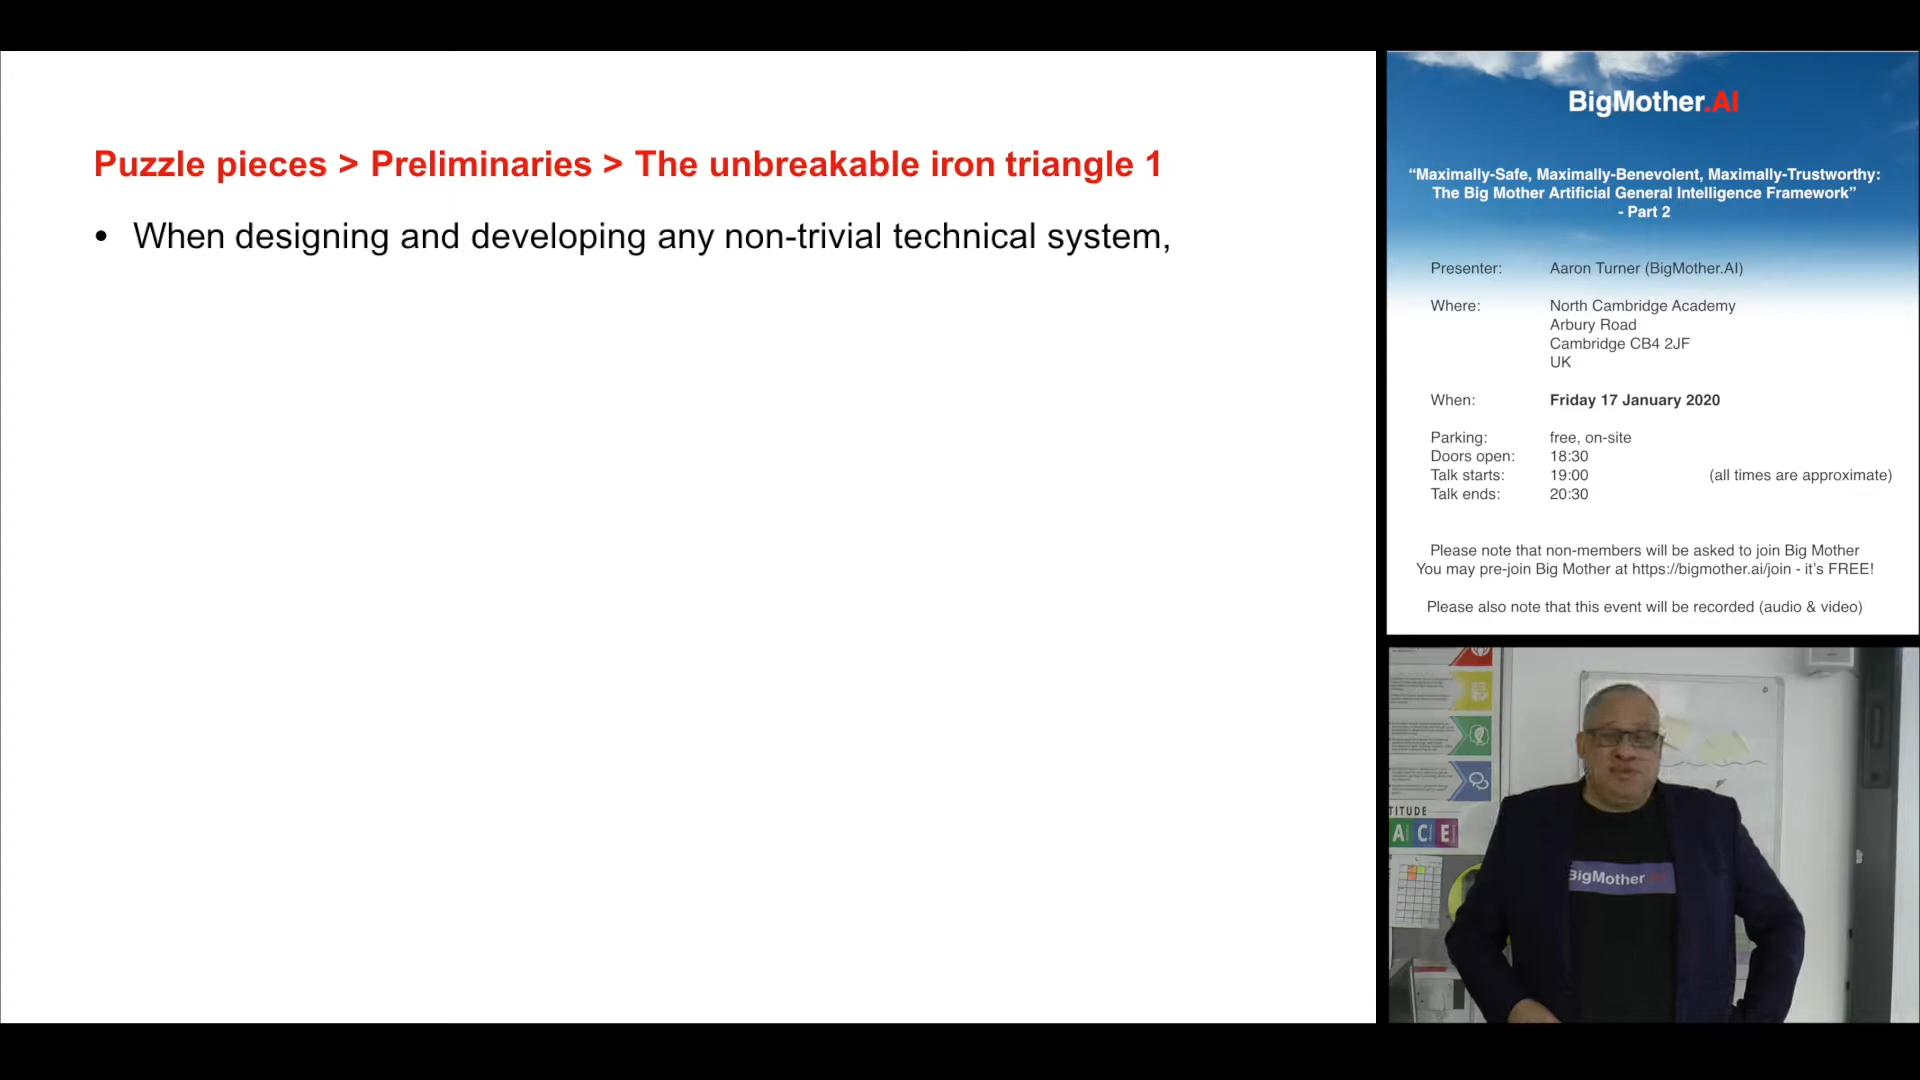 Puzzle pieces > Preliminaries > The unbreakable iron triangle 1
• When designing and developing any non-trivial technical system,
BigMother.AI
“Maximally-Safe, Maximally-Benevolent, Maximally-Trustworthy:
The Big Mother Artificial General Intelligence Framework”
- Part 2
Presenter: Aaron Turner (BigMother.AI)
Where: North Cambridge Academy
Arbury Road
Cambridge CB4 2JF
UK
When: Friday 17 January 2020
Parking: free, on-site
Doors open: 18:30
Talk starts: 19:00 (all times are approximate)
Talk ends: 20:30
Please note that non-members will be asked to join Big Mother
You may pre-join Big Mother at https://bigmother.ai/join - it’s FREE!
Please also note that this event will be recorded (audio & video)
TITUDE
ACE
BigMother.AI